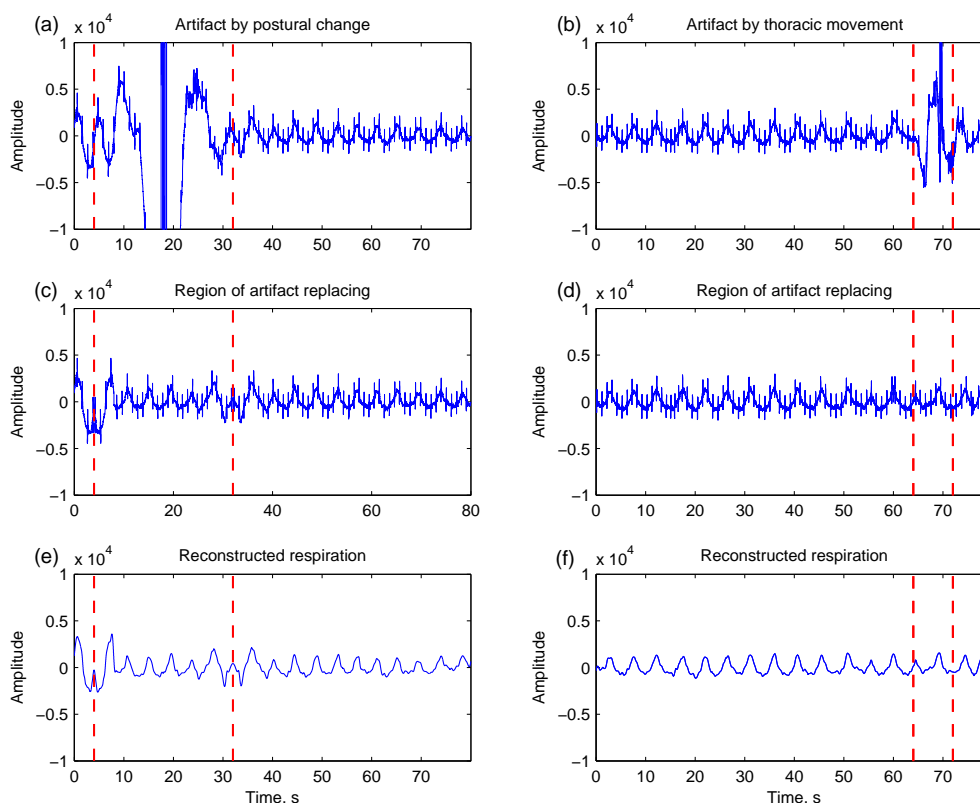 (a) Artifact by postural change
x 10^4
1
0.5
0
−0.5
−1
Amplitude
0 10 20 30 40 50 60 70
(b) Artifact by thoracic movement
x 10^4
1
0.5
0
−0.5
−1
Amplitude
0 10 20 30 40 50 60 70
(c) Region of artifact replacing
x 10^4
1
0.5
0
−0.5
−1
Amplitude
0 20 40 60 80
(d) Region of artifact replacing
x 10^4
1
0.5
0
−0.5
−1
Amplitude
0 10 20 30 40 50 60 70
(e) Reconstructed respiration
x 10^4
1
0.5
0
−0.5
−1
Amplitude
0 10 20 30 40 50 60 70
Time, s
(f) Reconstructed respiration
x 10^4
1
0.5
0
−0.5
−1
Amplitude
0 10 20 30 40 50 60 70
Time, s